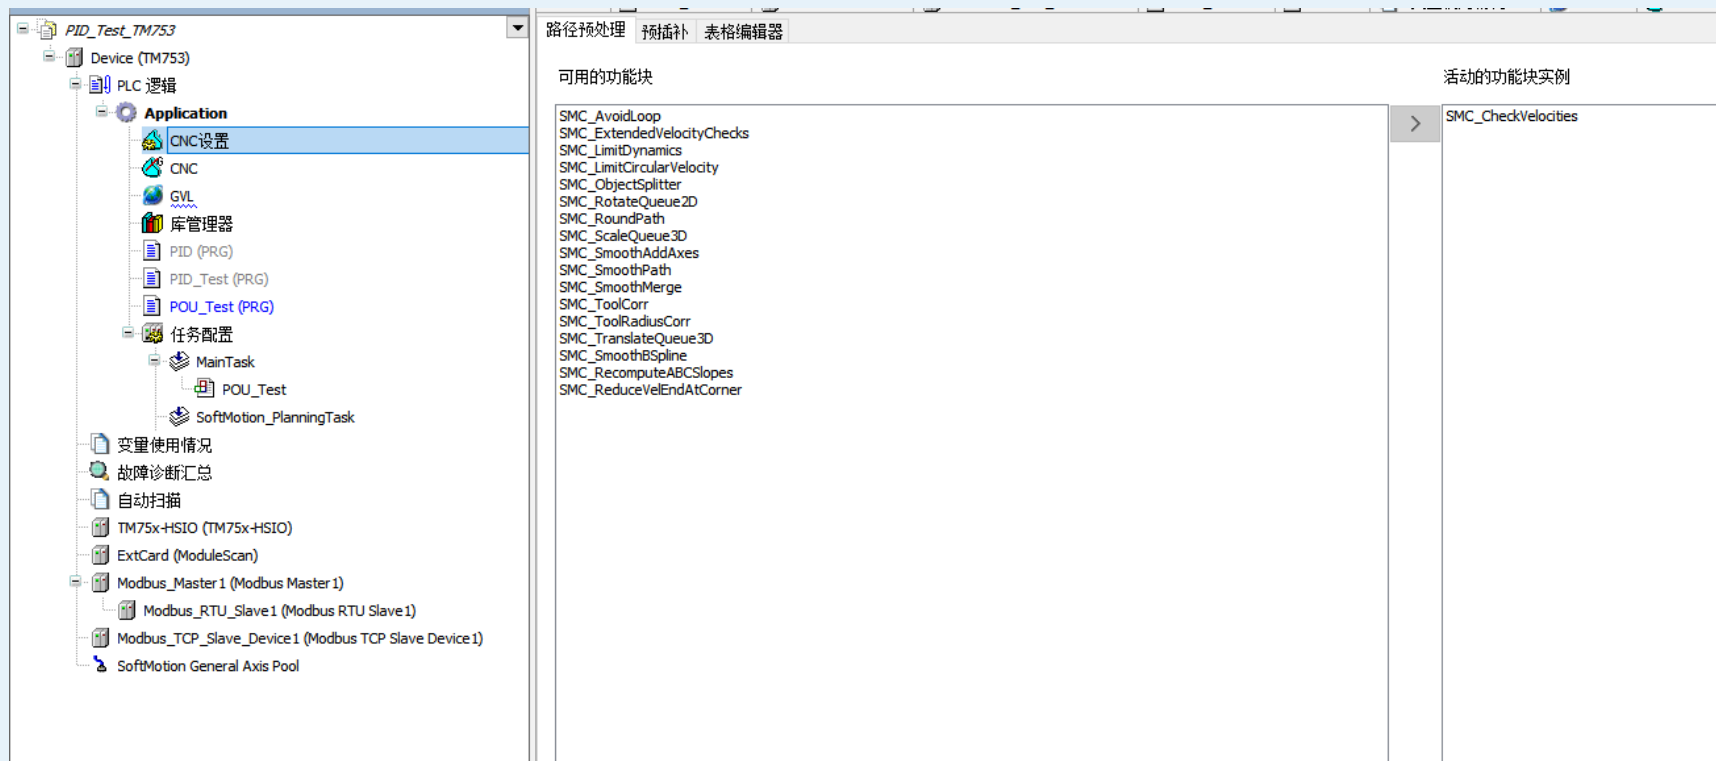 PID_Test_TM753
Device (TM753)
PLC 逻辑
Application
CNC设置
CNC
GVL
库管理器
PID (PRG)
PID_Test (PRG)
POU_Test (PRG)
任务配置
MainTask
POU_Test
SoftMotion_PlanningTask
变量使用情况
故障诊断汇总
自动扫描
TM75x-HSIO (TM75x-HSIO)
ExtCard (ModuleScan)
Modbus_Master1 (Modbus Master1)
Modbus_RTU_Slave1 (Modbus RTU Slave1)
Modbus_TCP_Slave_Device1 (Modbus TCP Slave Device1)
SoftMotion General Axis Pool
路径预处理 预插补 表格编辑器
可用的功能块
SMC_AvoidLoop
SMC_ExtendedVelocityChecks
SMC_LimitDynamics
SMC_LimitCircularVelocity
SMC_ObjectSplitter
SMC_RotateQueue2D
SMC_RoundPath
SMC_ScaleQueue3D
SMC_SmoothAddAxes
SMC_SmoothPath
SMC_SmoothMerge
SMC_ToolCorr
SMC_ToolRadiusCorr
SMC_TranslateQueue3D
SMC_SmoothBSpline
SMC_RecomputeABCSlopes
SMC_ReduceVelEndAtCorner
活动的功能块实例
SMC_CheckVelocities